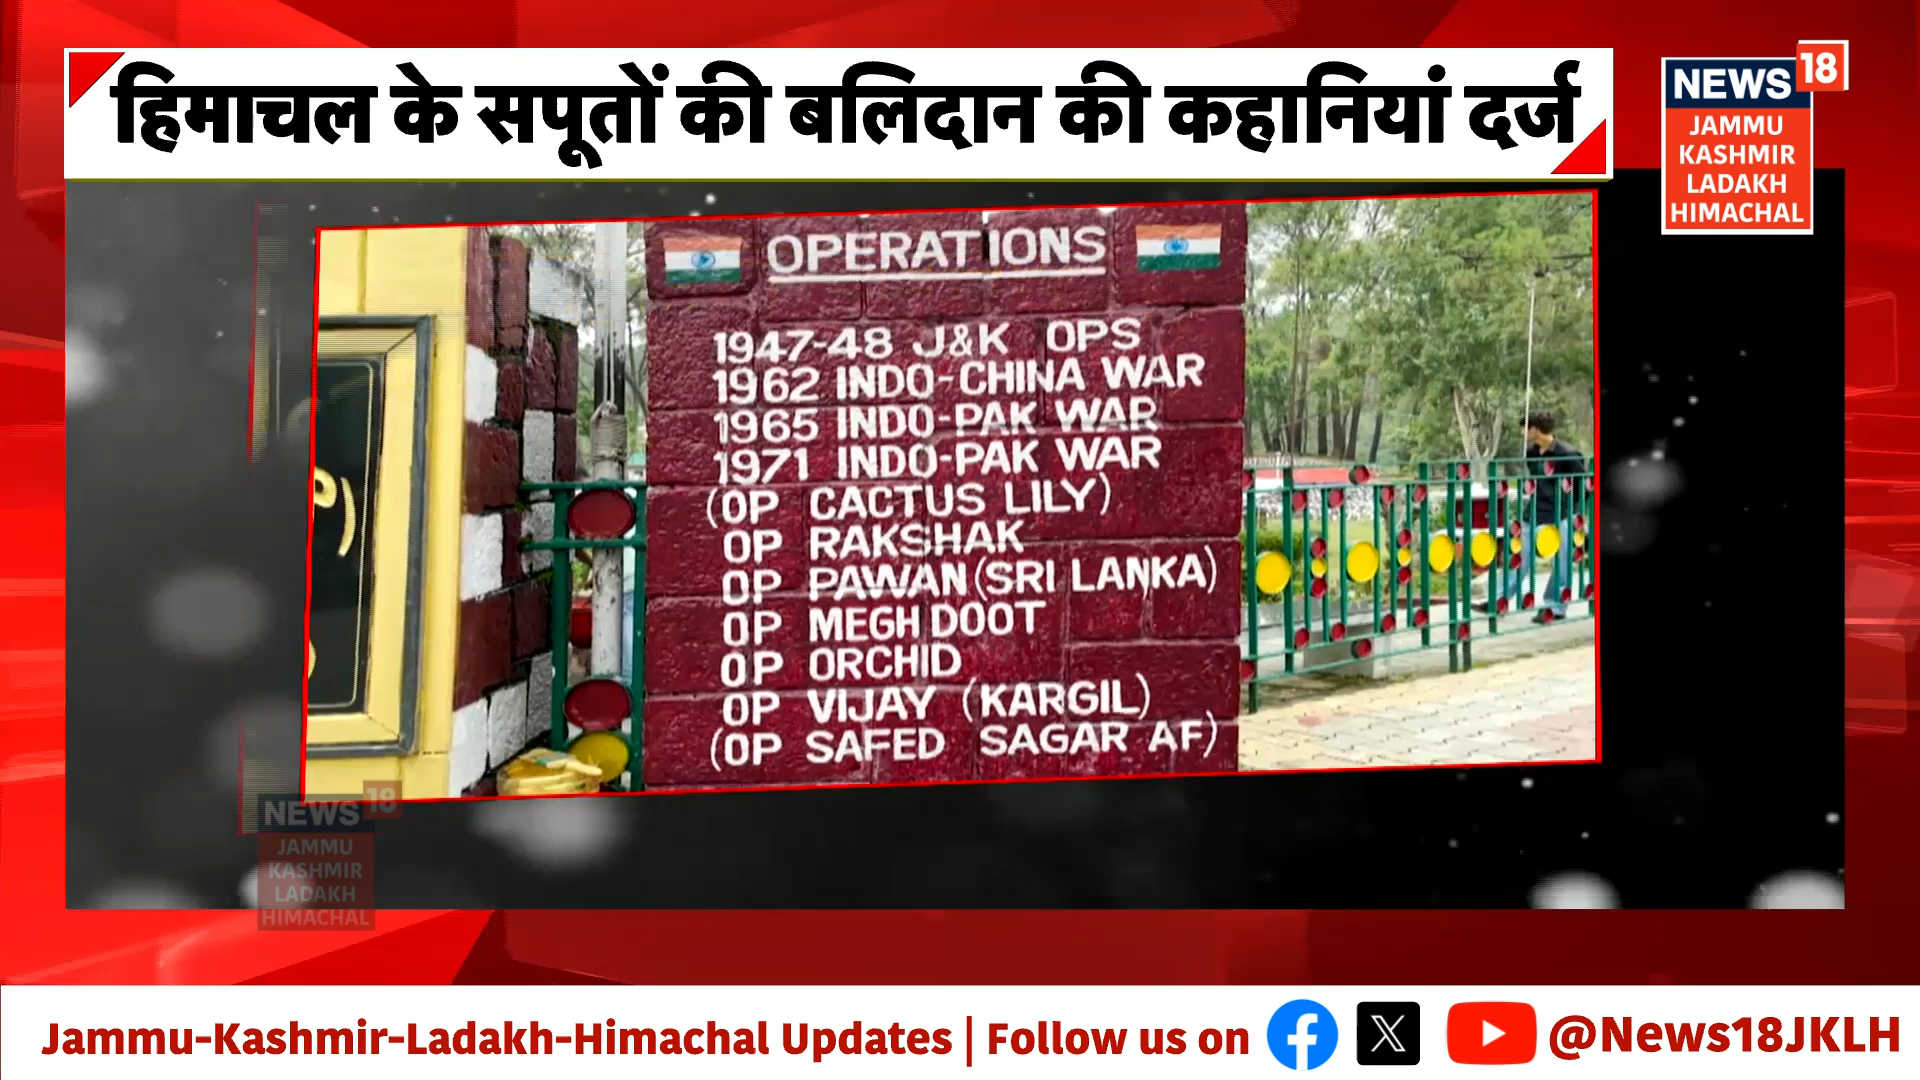 हिमाचल के सपूतों की बलिदान की कहानियां दर्ज
NEWS 18
JAMMU
KASHMIR
LADAKH
HIMACHAL
OPERATIONS
1947-48 J&K OPS
1962 INDO-CHINA WAR
1965 INDO-PAK WAR
1971 INDO-PAK WAR
(OP CACTUS LILY)
OP RAKSHAK
OP PAWAN (SRI LANKA)
OP MEGH DOOT
OP ORCHID
OP VIJAY (KARGIL)
(OP SAFED SAGAR AF)
NEWS 18
JAMMU
KASHMIR
LADAKH
HIMACHAL
Jammu-Kashmir-Ladakh-Himachal Updates | Follow us on @News18JKLH